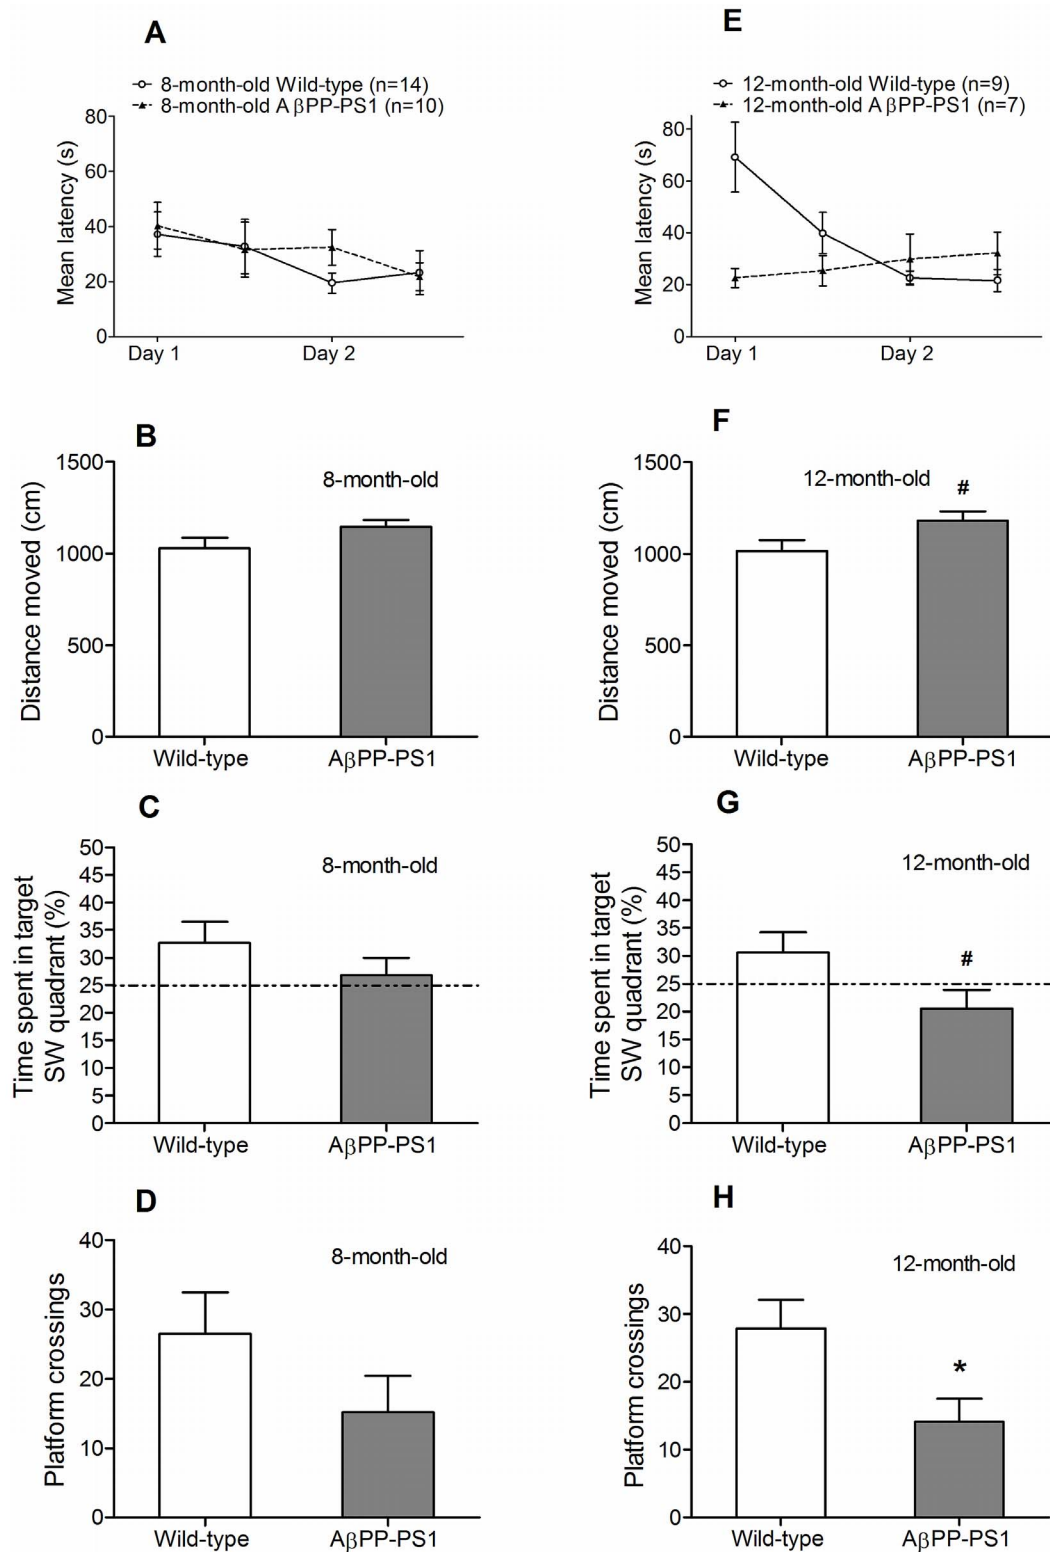 A
8-month-old Wild-type (n=14)
8-month-old AβPP-PS1 (n=10)
Mean latency (s)
80
60
40
20
0
Day 1
Day 2
E
12-month-old Wild-type (n=9)
12-month-old AβPP-PS1 (n=7)
Mean latency (s)
80
60
40
20
0
Day 1
Day 2
B
8-month-old
Distance moved (cm)
1500
1000
500
0
Wild-type
AβPP-PS1
F
12-month-old
#
Distance moved (cm)
1500
1000
500
0
Wild-type
AβPP-PS1
C
8-month-old
Time spent in target
SW quadrant (%)
50
45
40
35
30
25
20
15
10
5
0
Wild-type
AβPP-PS1
G
12-month-old
#
Time spent in target
SW quadrant (%)
50
45
40
35
30
25
20
15
10
5
0
Wild-type
AβPP-PS1
D
8-month-old
Platform crossings
40
30
20
10
0
Wild-type
AβPP-PS1
H
12-month-old
*
Platform crossings
40
30
20
10
0
Wild-type
AβPP-PS1